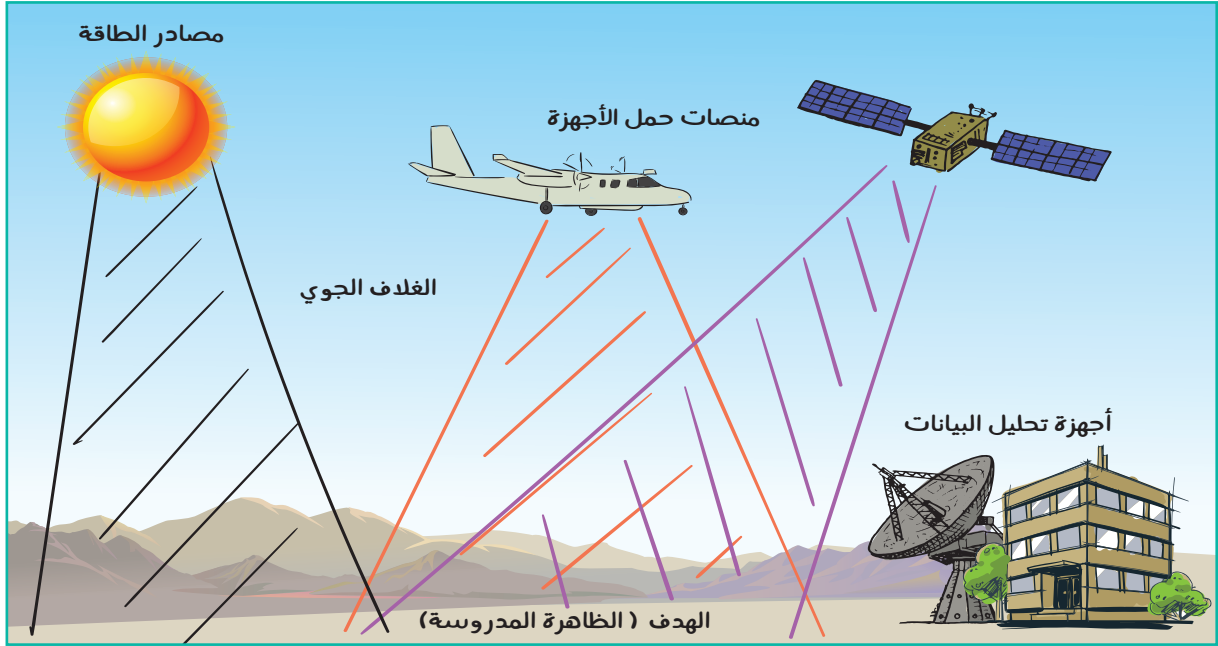 مصادر الطاقة
منصات حمل الأجهزة
الغلاف الجوي
أجهزة تحليل البيانات
الهدف (الظاهرة المدروسة)